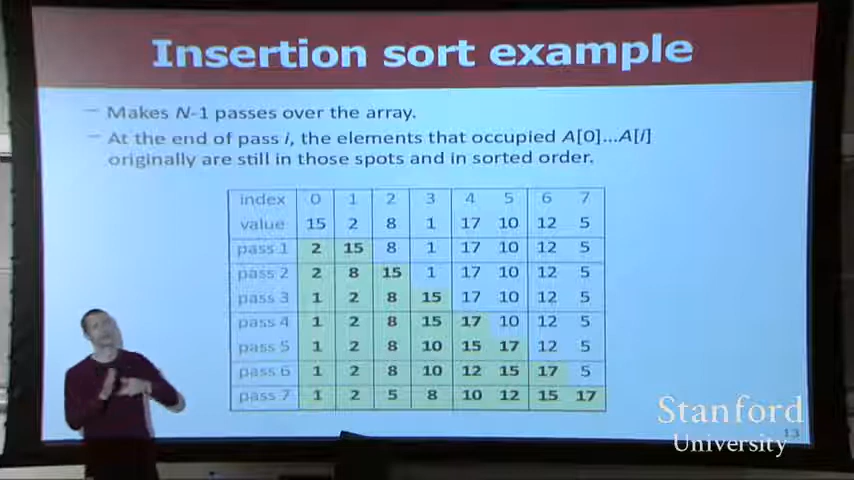 Insertion sort example
– Makes N-1 passes over the array.
– At the end of pass i, the elements that occupied A[0]...A[i]
originally are still in those spots and in sorted order.
index 0 1 2 3 4 5 6 7
value 15 2 8 1 17 10 12 5
pass 1 2 15 8 1 17 10 12 5
pass 2 2 8 15 1 17 10 12 5
pass 3 1 2 8 15 17 10 12 5
pass 4 1 2 8 15 17 10 12 5
pass 5 1 2 8 10 15 17 12 5
pass 6 1 2 8 10 12 15 17 5
pass 7 1 2 5 8 10 12 15 17
Stanford
University
13